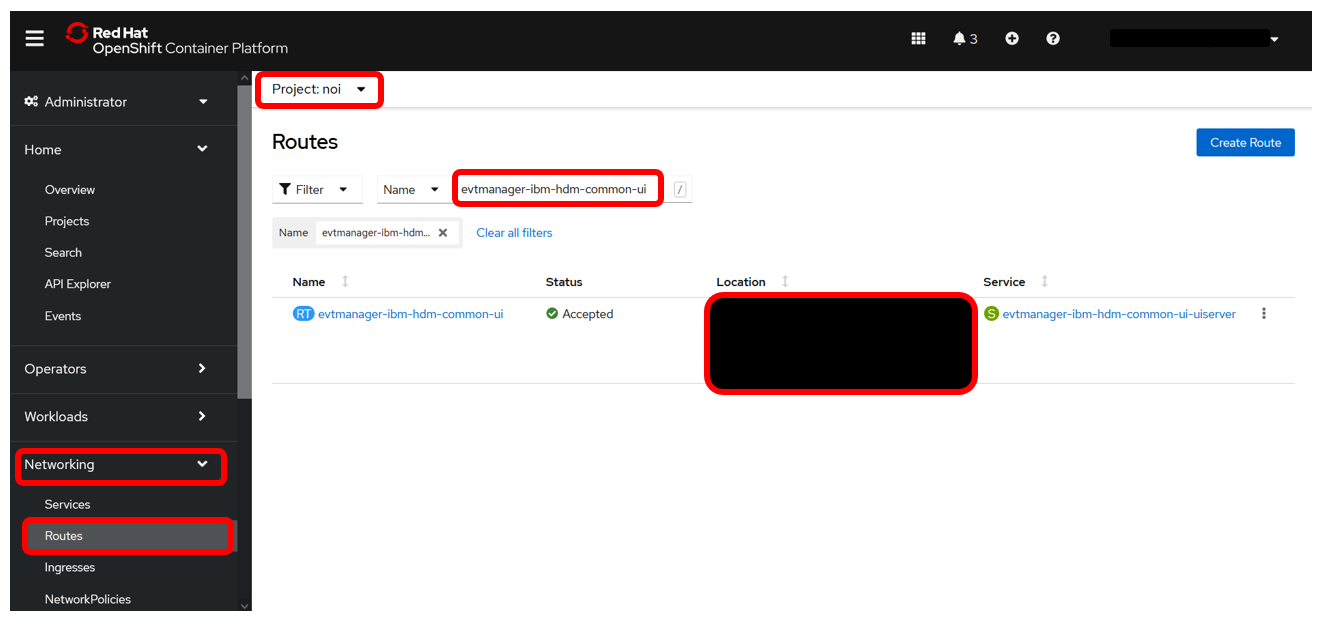 Red Hat
OpenShift Container Platform
3
Administrator
Home
Overview
Projects
Search
API Explorer
Events
Operators
Workloads
Networking
Services
Routes
Ingresses
NetworkPolicies
Project: noi
Routes
Create Route
Filter
Name
evtmanager-ibm-hdm-common-ui
/
Name evtmanager-ibm-hdm... Clear all filters
Name Status Location Service
RT evtmanager-ibm-hdm-common-ui Accepted S evtmanager-ibm-hdm-common-ui-uiserver